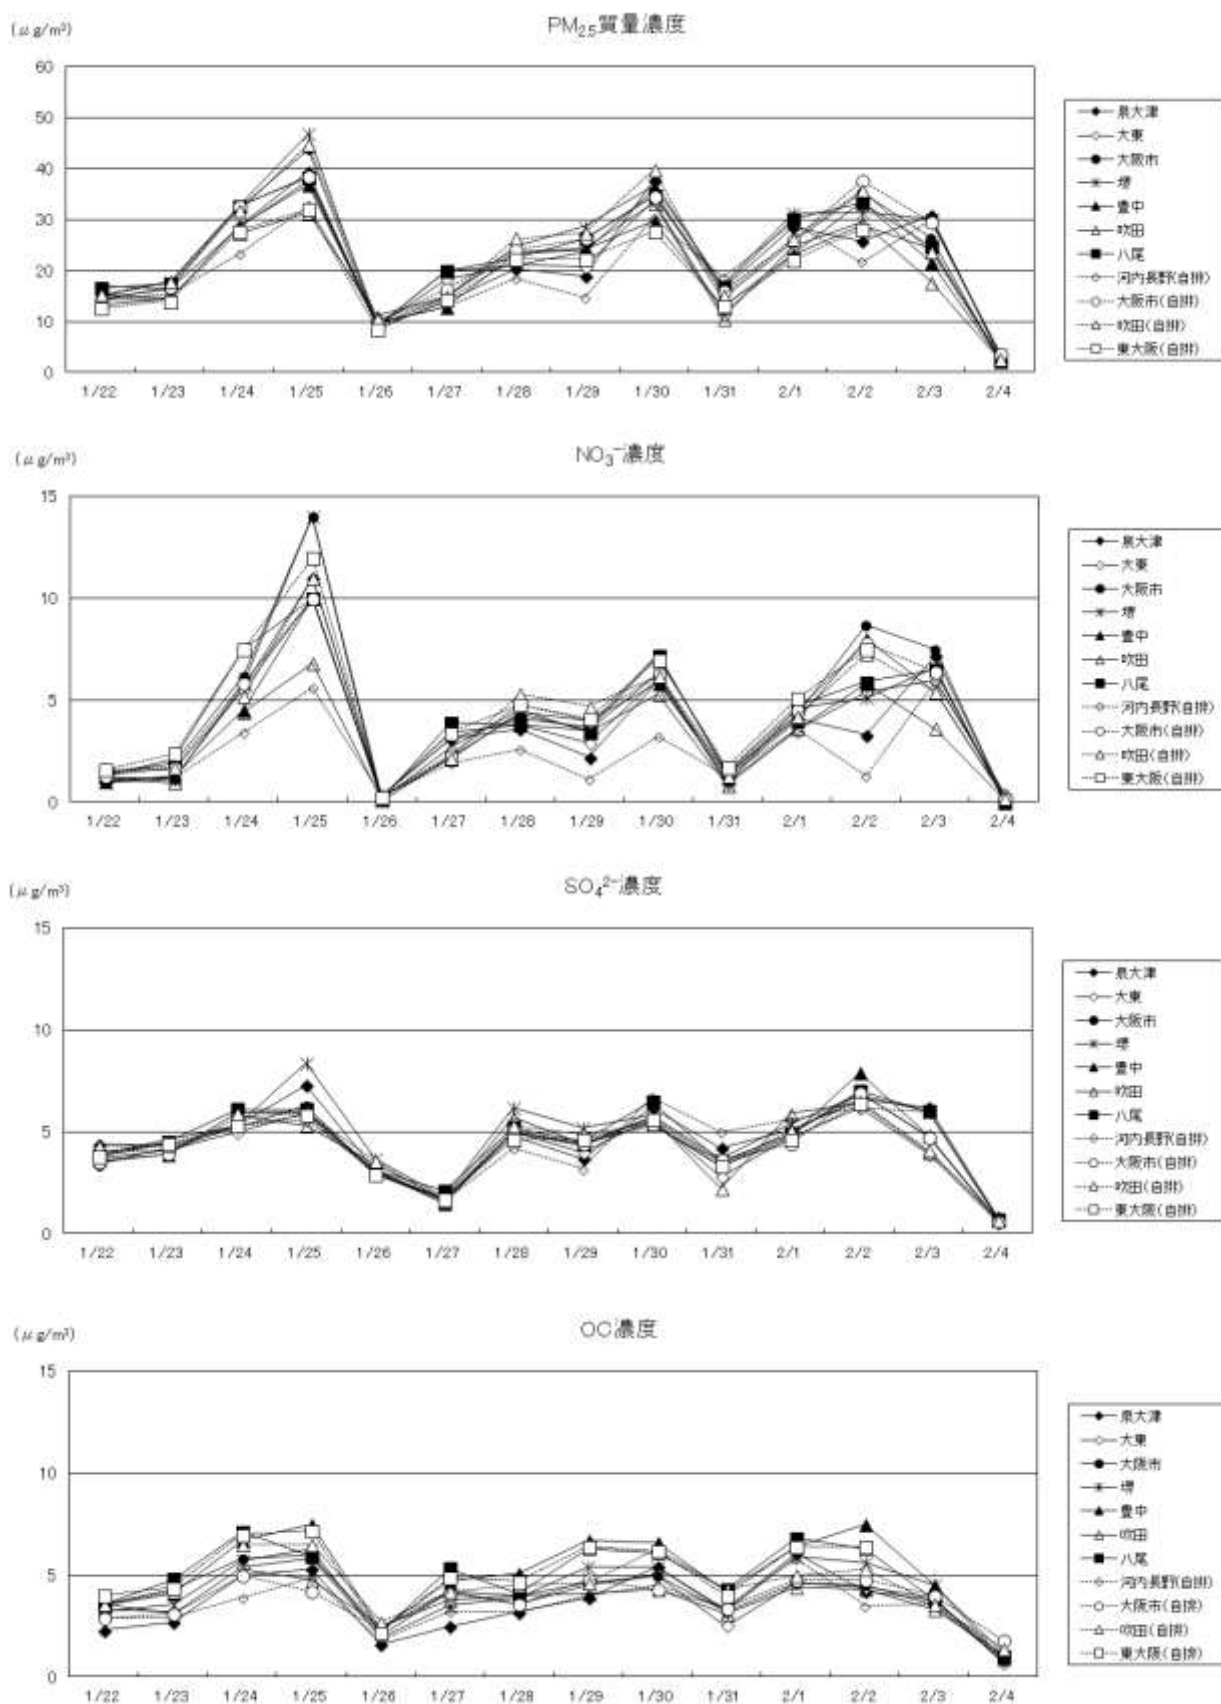 (μg/m³)
PM₂.₅質量濃度
60
50
40
30
20
10
0
1/22 1/23 1/24 1/25 1/26 1/27 1/28 1/29 1/30 1/31 2/1 2/2 2/3 2/4
泉大津
大東
大阪市
堺
豊中
吹田
八尾
河内長野(自排)
大阪市(自排)
吹田(自排)
東大阪(自排)
(μg/m³)
NO₃⁻濃度
15
10
5
0
1/22 1/23 1/24 1/25 1/26 1/27 1/28 1/29 1/30 1/31 2/1 2/2 2/3 2/4
泉大津
大東
大阪市
堺
豊中
吹田
八尾
河内長野(自排)
大阪市(自排)
吹田(自排)
東大阪(自排)
(μg/m³)
SO₄²⁻濃度
15
10
5
0
1/22 1/23 1/24 1/25 1/26 1/27 1/28 1/29 1/30 1/31 2/1 2/2 2/3 2/4
泉大津
大東
大阪市
堺
豊中
吹田
八尾
河内長野(自排)
大阪市(自排)
吹田(自排)
東大阪(自排)
(μg/m³)
OC濃度
15
10
5
0
1/22 1/23 1/24 1/25 1/26 1/27 1/28 1/29 1/30 1/31 2/1 2/2 2/3 2/4
泉大津
大東
大阪市
堺
豊中
吹田
八尾
河内長野(自排)
大阪市(自排)
吹田(自排)
東大阪(自排)